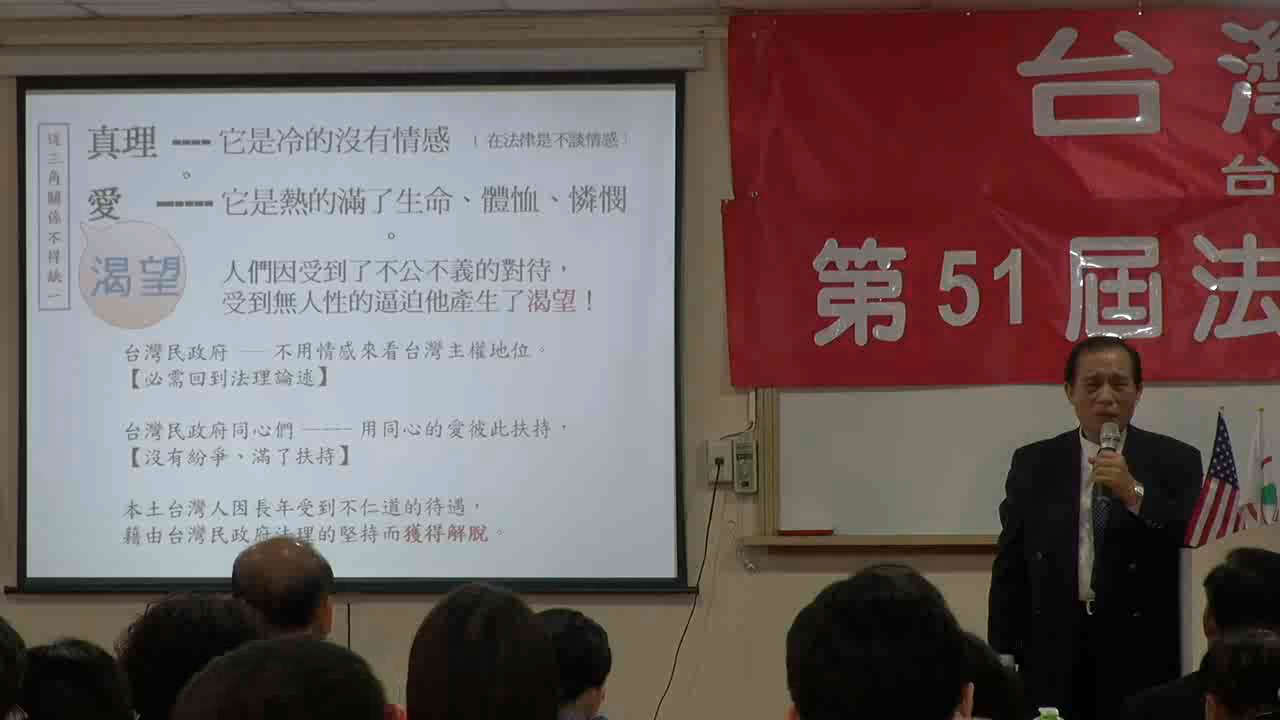 這三角關係不得缺一
真理 ---- 它是冷的沒有情感 ( 在法律是不談情感 )
。
愛 ----- 它是熱的滿了生命、體恤、憐憫
。
渴望
人們因受到了不公不義的對待，
受到無人性的逼迫他產生了渴望！
台灣民政府 ── 不用情感來看台灣主權地位。
【必需回到法理論述】
台灣民政府同心們 ─── 用同心的愛彼此扶持，
【沒有紛爭、滿了扶持】
本土台灣人因長年受到不仁道的待遇，
藉由台灣民政府法理的堅持而獲得解脫。
台灣
台
第51屆法